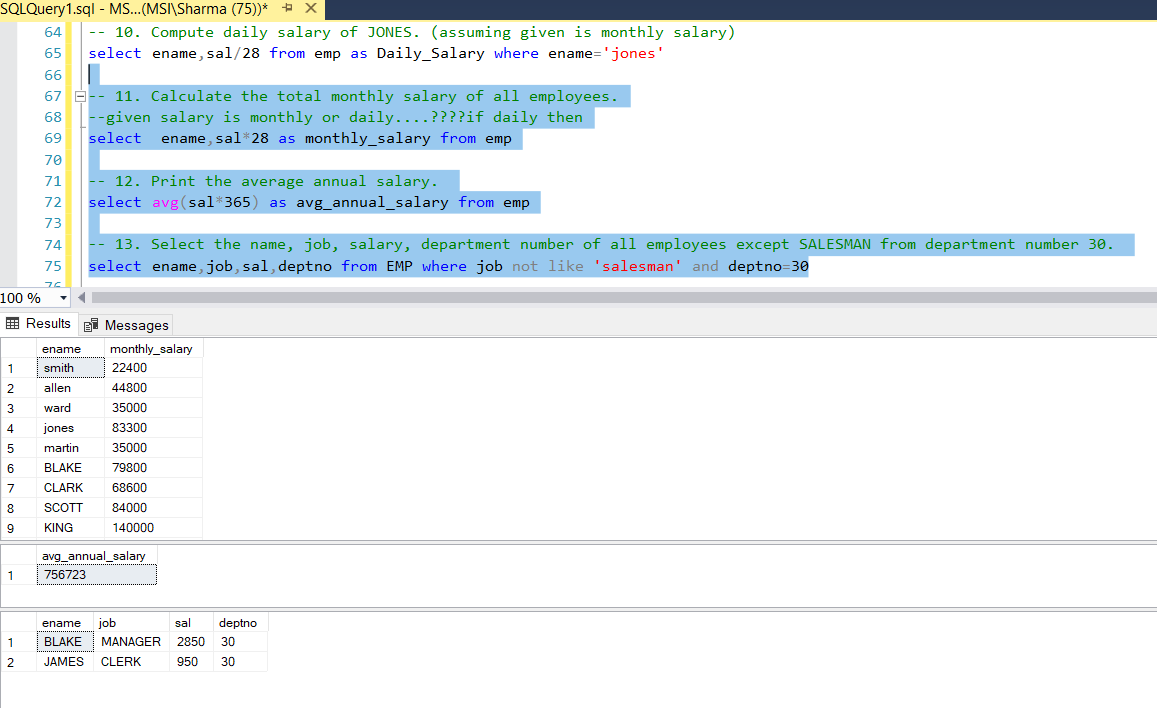 SQLQuery1.sql - MS...(MSI\Sharma (75))*
64 -- 10. Compute daily salary of JONES. (assuming given is monthly salary)
65 select ename,sal/28 from emp as Daily_Salary where ename='jones'
66
67 -- 11. Calculate the total monthly salary of all employees.
68 --given salary is monthly or daily....????if daily then
69 select  ename,sal*28 as monthly_salary from emp
70
71 -- 12. Print the average annual salary.
72 select avg(sal*365) as avg_annual_salary from emp
73
74 -- 13. Select the name, job, salary, department number of all employees except SALESMAN from department number 30.
75 select ename,job,sal,deptno from EMP where job not like 'salesman' and deptno=30
76
100 %
Results Messages
ename monthly_salary
1 smith 22400
2 allen 44800
3 ward 35000
4 jones 83300
5 martin 35000
6 BLAKE 79800
7 CLARK 68600
8 SCOTT 84000
9 KING 140000
avg_annual_salary
1 756723
ename job sal deptno
1 BLAKE MANAGER 2850 30
2 JAMES CLERK 950 30